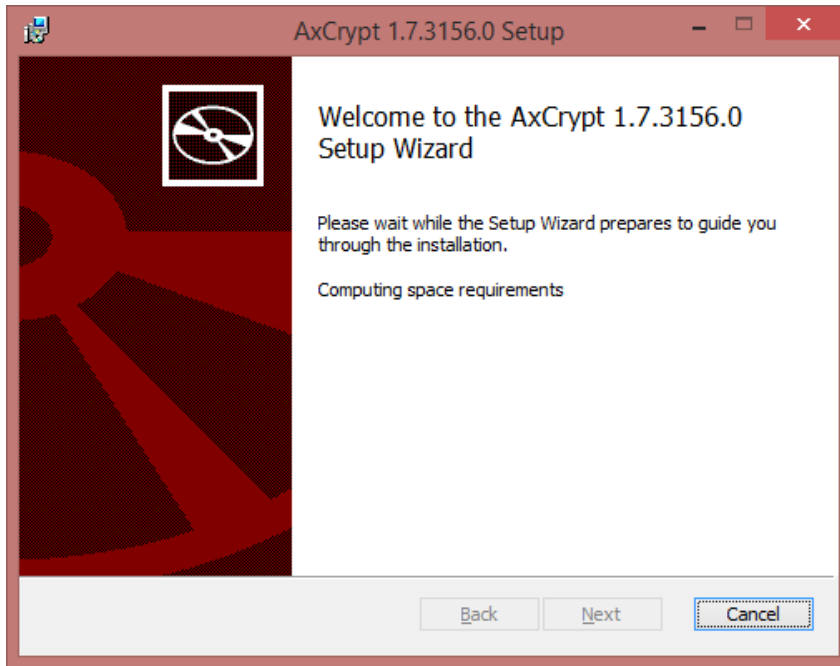 AxCrypt 1.7.3156.0 Setup
Welcome to the AxCrypt 1.7.3156.0
Setup Wizard
Please wait while the Setup Wizard prepares to guide you
through the installation.
Computing space requirements
Back
Next
Cancel